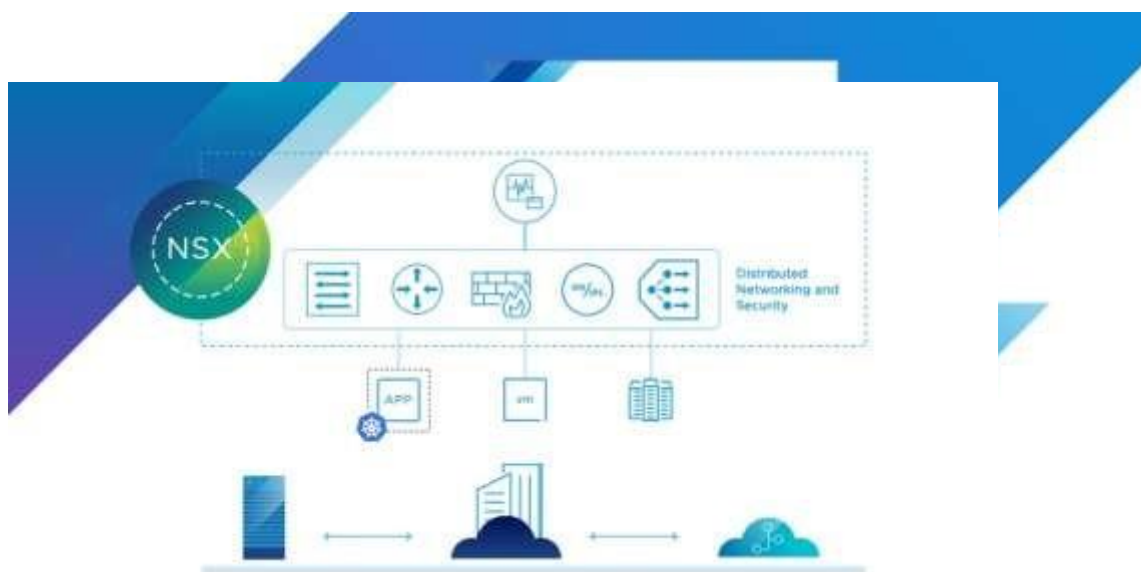 NSX
Distributed
Networking and
Security
APP
vm